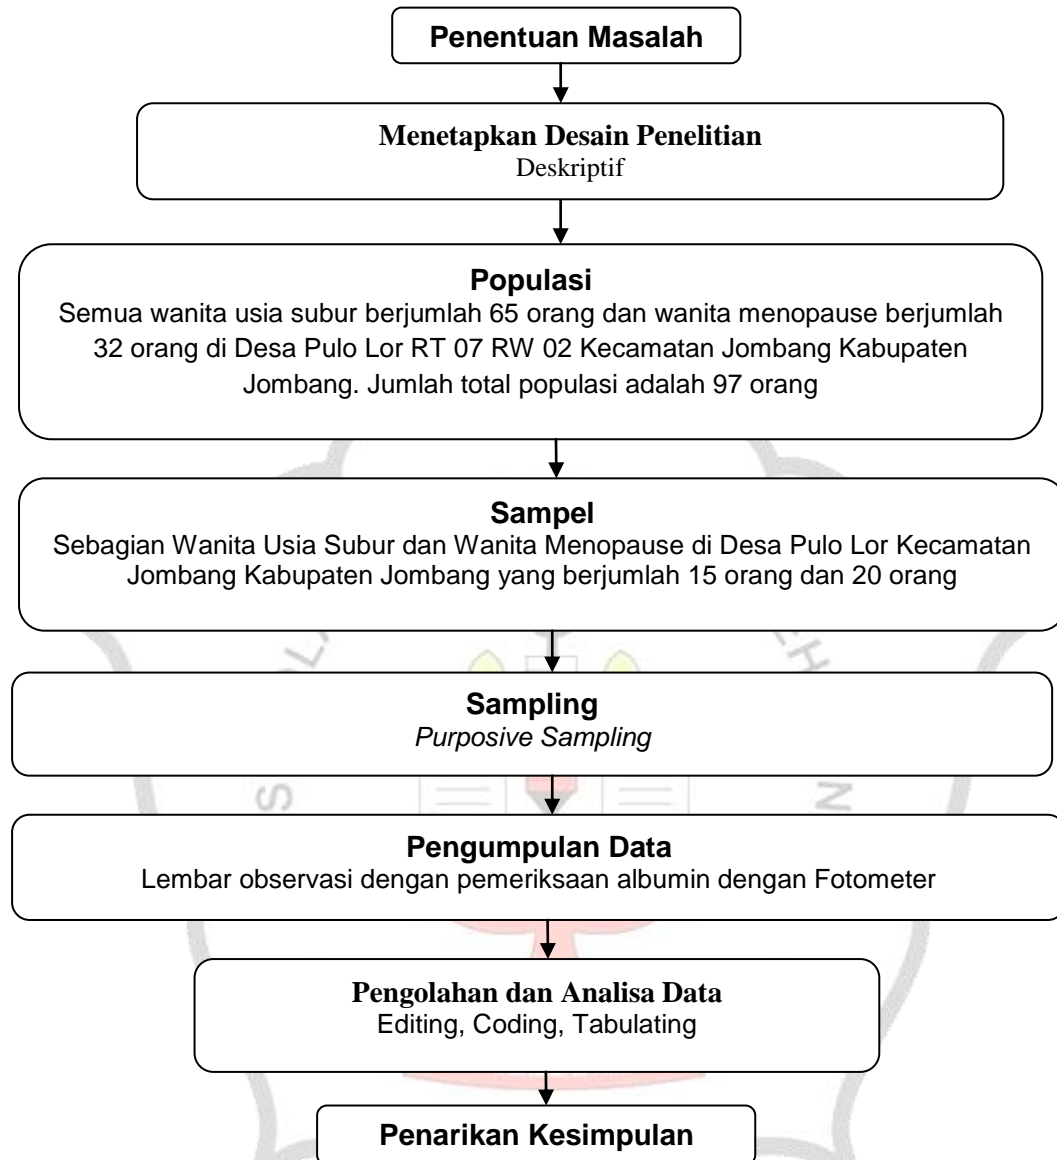 Penentuan Masalah
Menetapkan Desain Penelitian
Deskriptif
Populasi
Semua wanita usia subur berjumlah 65 orang dan wanita menopause berjumlah
32 orang di Desa Pulo Lor RT 07 RW 02 Kecamatan Jombang Kabupaten
Jombang. Jumlah total populasi adalah 97 orang
Sampel
Sebagian Wanita Usia Subur dan Wanita Menopause di Desa Pulo Lor Kecamatan
Jombang Kabupaten Jombang yang berjumlah 15 orang dan 20 orang
Sampling
Purposive Sampling
Pengumpulan Data
Lembar observasi dengan pemeriksaan albumin dengan Fotometer
Pengolahan dan Analisa Data
Editing, Coding, Tabulating
Penarikan Kesimpulan